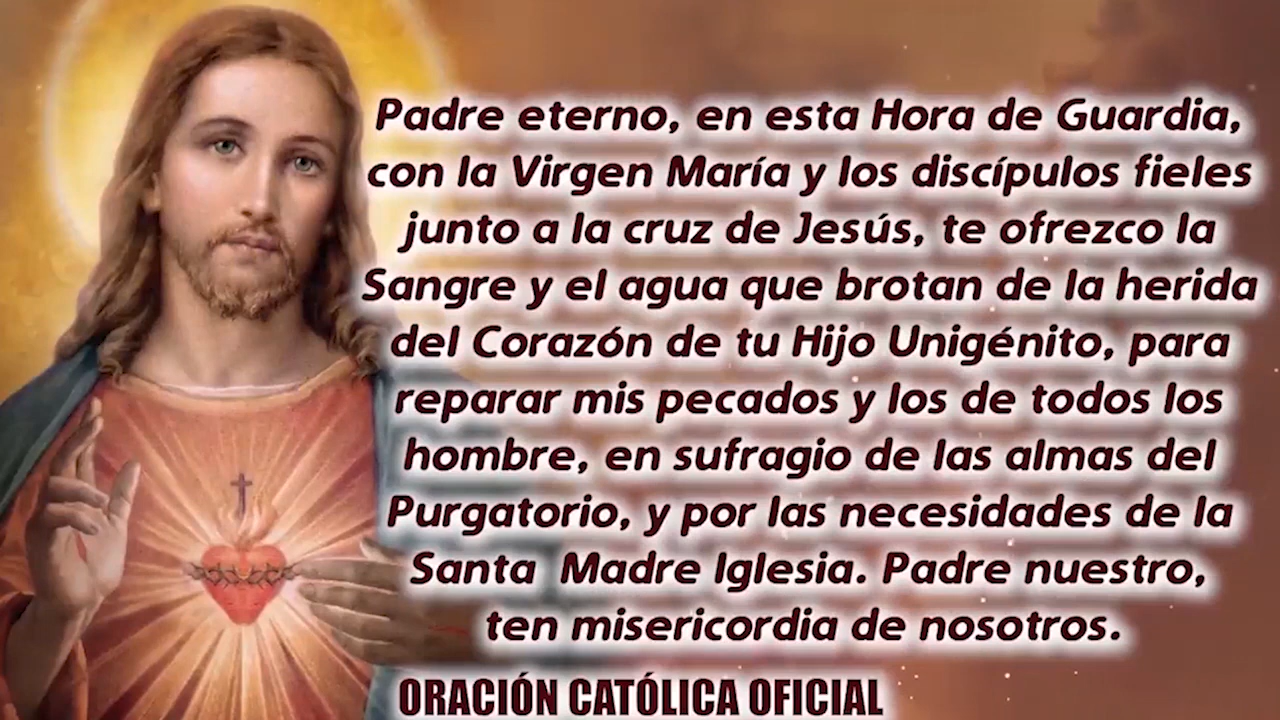 Padre eterno, en esta Hora de Guardia,
con la Virgen María y los discípulos fieles
junto a la cruz de Jesús, te ofrezco la
Sangre y el agua que brotan de la herida
del Corazón de tu Hijo Unigénito, para
reparar mis pecados y los de todos los
hombre, en sufragio de las almas del
Purgatorio, y por las necesidades de la
Santa Madre Iglesia. Padre nuestro,
ten misericordia de nosotros.
ORACIÓN CATÓLICA OFICIAL